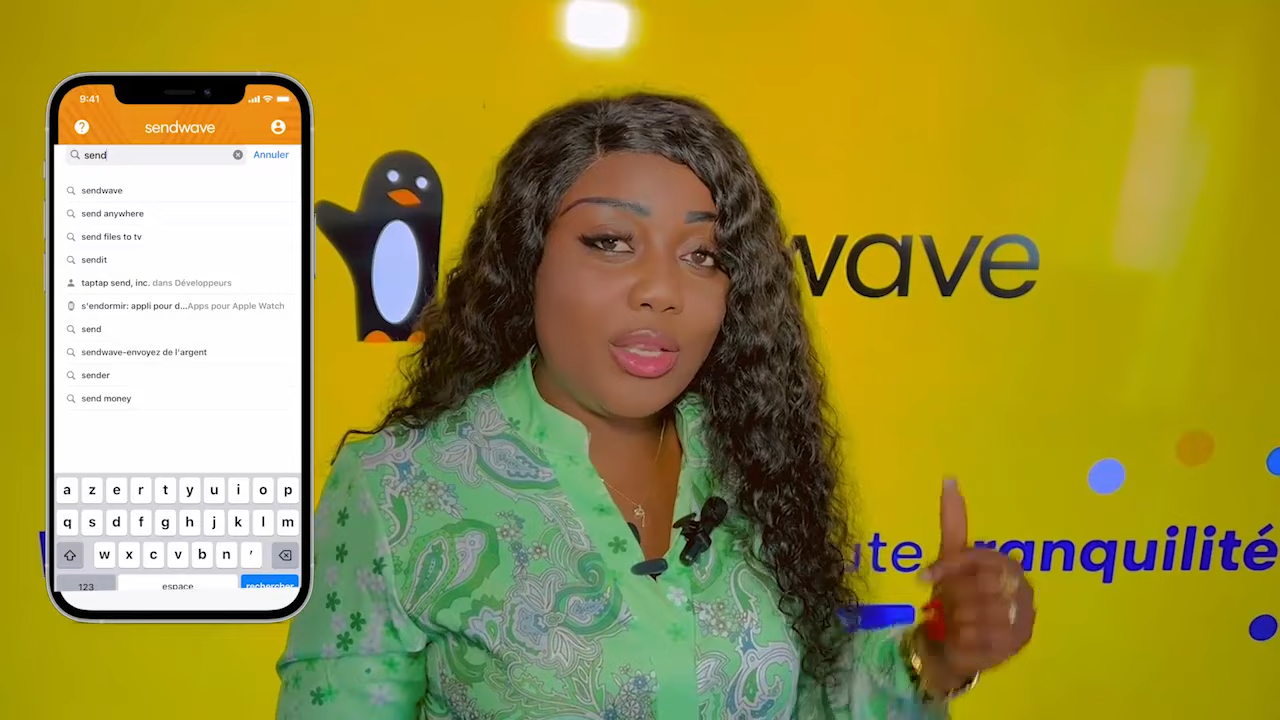 9:41
sendwave
send
Annuler
sendwave
send anywhere
send files to tv
sendit
taptap send, inc. dans Développeurs
s'endormir: appli pour d...Apps pour Apple Watch
send
sendwave-envoyez de l'argent
sender
send money
a z e r t y u i o p
q s d f g h j k l m
w x c v b n ’
123 espace rechercher
wave
ute tranquilité